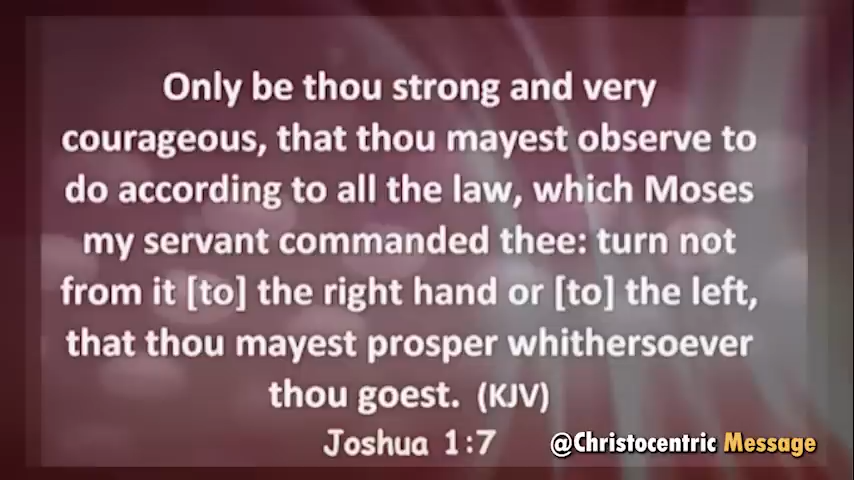 Only be thou strong and very
courageous, that thou mayest observe to
do according to all the law, which Moses
my servant commanded thee: turn not
from it [to] the right hand or [to] the left,
that thou mayest prosper whithersoever
thou goest. (KJV)
Joshua 1:7
@Christocentric Message